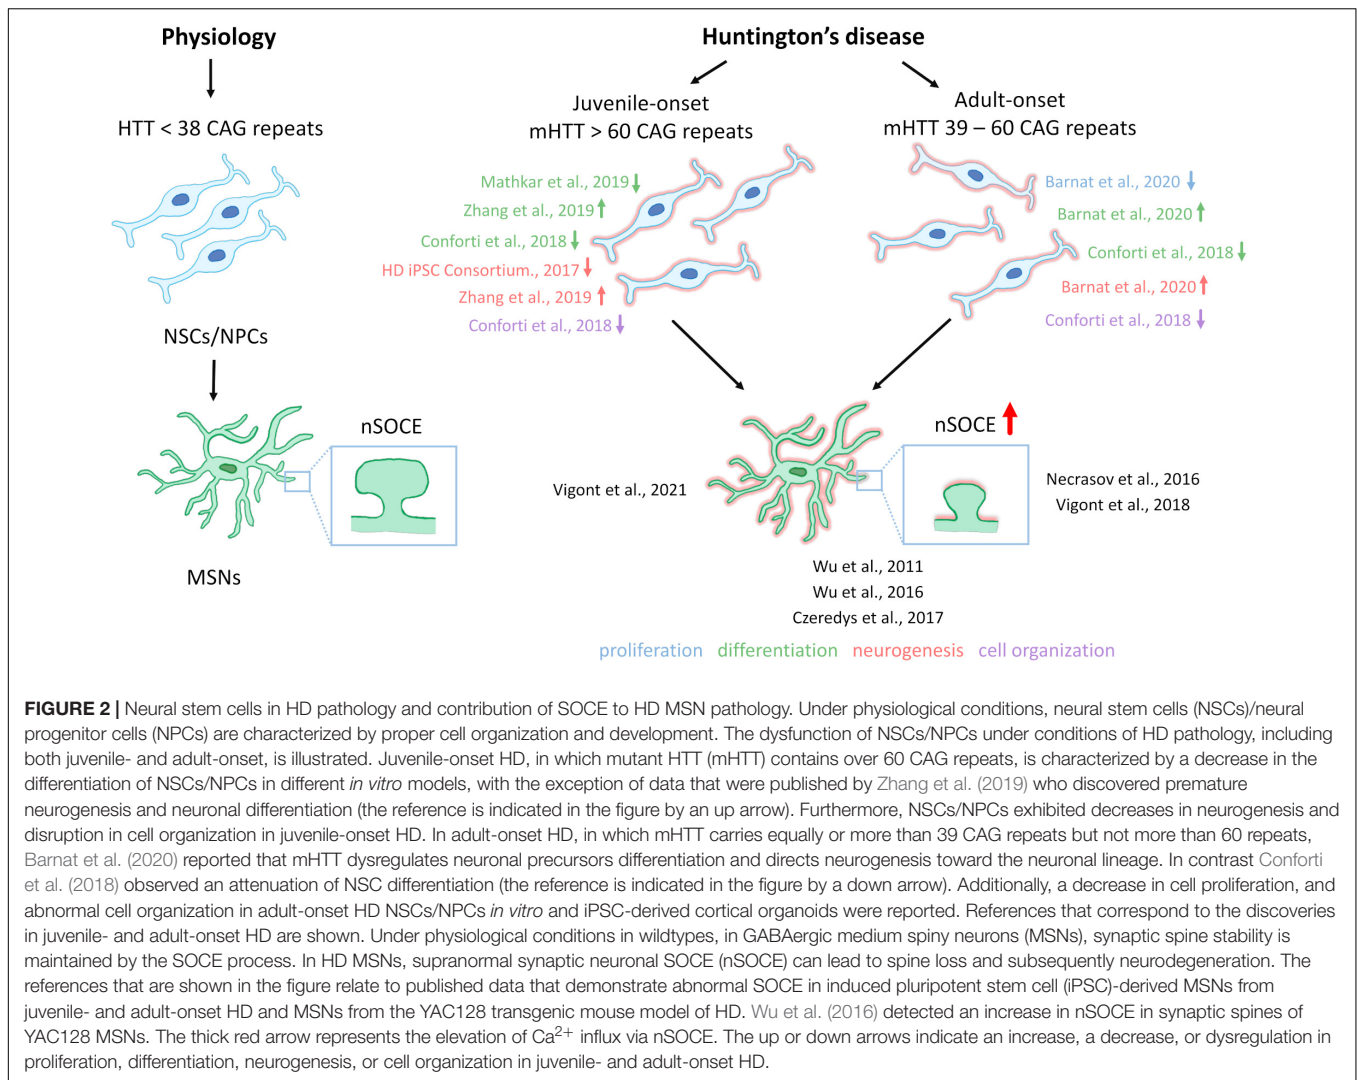 Physiology
Huntington's disease
HTT < 38 CAG repeats
Juvenile-onset
mHTT > 60 CAG repeats
Adult-onset
mHTT 39 – 60 CAG repeats
Mathkar et al., 2019
Zhang et al., 2019
Conforti et al., 2018
HD iPSC Consortium., 2017
Zhang et al., 2019
Conforti et al., 2018
Barnat et al., 2020
Barnat et al., 2020
Conforti et al., 2018
Barnat et al., 2020
Conforti et al., 2018
NSCs/NPCs
nSOCE
MSNs
nSOCE
Vigont et al., 2021
Necrasov et al., 2016
Vigont et al., 2018
Wu et al., 2011
Wu et al., 2016
Czeredys et al., 2017
proliferation differentiation neurogenesis cell organization
FIGURE 2 | Neural stem cells in HD pathology and contribution of SOCE to HD MSN pathology. Under physiological conditions, neural stem cells (NSCs)/neural
progenitor cells (NPCs) are characterized by proper cell organization and development. The dysfunction of NSCs/NPCs under conditions of HD pathology, including
both juvenile- and adult-onset, is illustrated. Juvenile-onset HD, in which mutant HTT (mHTT) contains over 60 CAG repeats, is characterized by a decrease in the
differentiation of NSCs/NPCs in different in vitro models, with the exception of data that were published by Zhang et al. (2019) who discovered premature
neurogenesis and neuronal differentiation (the reference is indicated in the figure by an up arrow). Furthermore, NSCs/NPCs exhibited decreases in neurogenesis and
disruption in cell organization in juvenile-onset HD. In adult-onset HD, in which mHTT carries equally or more than 39 CAG repeats but not more than 60 repeats,
Barnat et al. (2020) reported that mHTT dysregulates neuronal precursors differentiation and directs neurogenesis toward the neuronal lineage. In contrast Conforti
et al. (2018) observed an attenuation of NSC differentiation (the reference is indicated in the figure by a down arrow). Additionally, a decrease in cell proliferation, and
abnormal cell organization in adult-onset HD NSCs/NPCs in vitro and iPSC-derived cortical organoids were reported. References that correspond to the discoveries
in juvenile- and adult-onset HD are shown. Under physiological conditions in wildtypes, in GABAergic medium spiny neurons (MSNs), synaptic spine stability is
maintained by the SOCE process. In HD MSNs, supranormal synaptic neuronal SOCE (nSOCE) can lead to spine loss and subsequently neurodegeneration. The
references that are shown in the figure relate to published data that demonstrate abnormal SOCE in induced pluripotent stem cell (iPSC)-derived MSNs from
juvenile- and adult-onset HD and MSNs from the YAC128 transgenic mouse model of HD. Wu et al. (2016) detected an increase in nSOCE in synaptic spines of
YAC128 MSNs. The thick red arrow represents the elevation of Ca2+ influx via nSOCE. The up or down arrows indicate an increase, a decrease, or dysregulation in
proliferation, differentiation, neurogenesis, or cell organization in juvenile- and adult-onset HD.